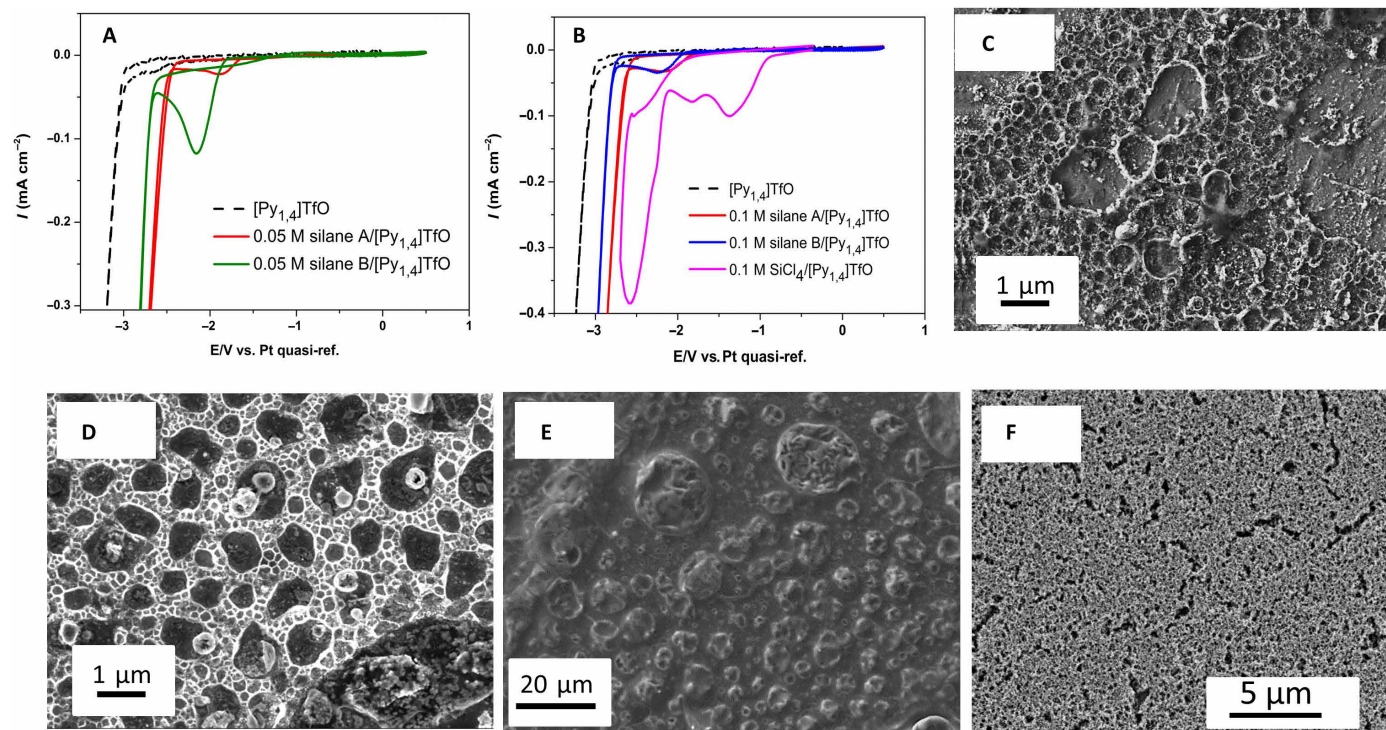 A
0.0
−0.1
−0.2
−0.3
I (mA cm⁻²)
[Py₁,₄]TfO
0.05 M silane A/[Py₁,₄]TfO
0.05 M silane B/[Py₁,₄]TfO
−3 −2 −1 0 1
E/V vs. Pt quasi-ref.
B
0.0
−0.1
−0.2
−0.3
−0.4
I (mA cm⁻²)
[Py₁,₄]TfO
0.1 M silane A/[Py₁,₄]TfO
0.1 M silane B/[Py₁,₄]TfO
0.1 M SiCl₄/[Py₁,₄]TfO
−3 −2 −1 0 1
E/V vs. Pt quasi-ref.
C
1 μm
D
1 μm
E
20 μm
F
5 μm